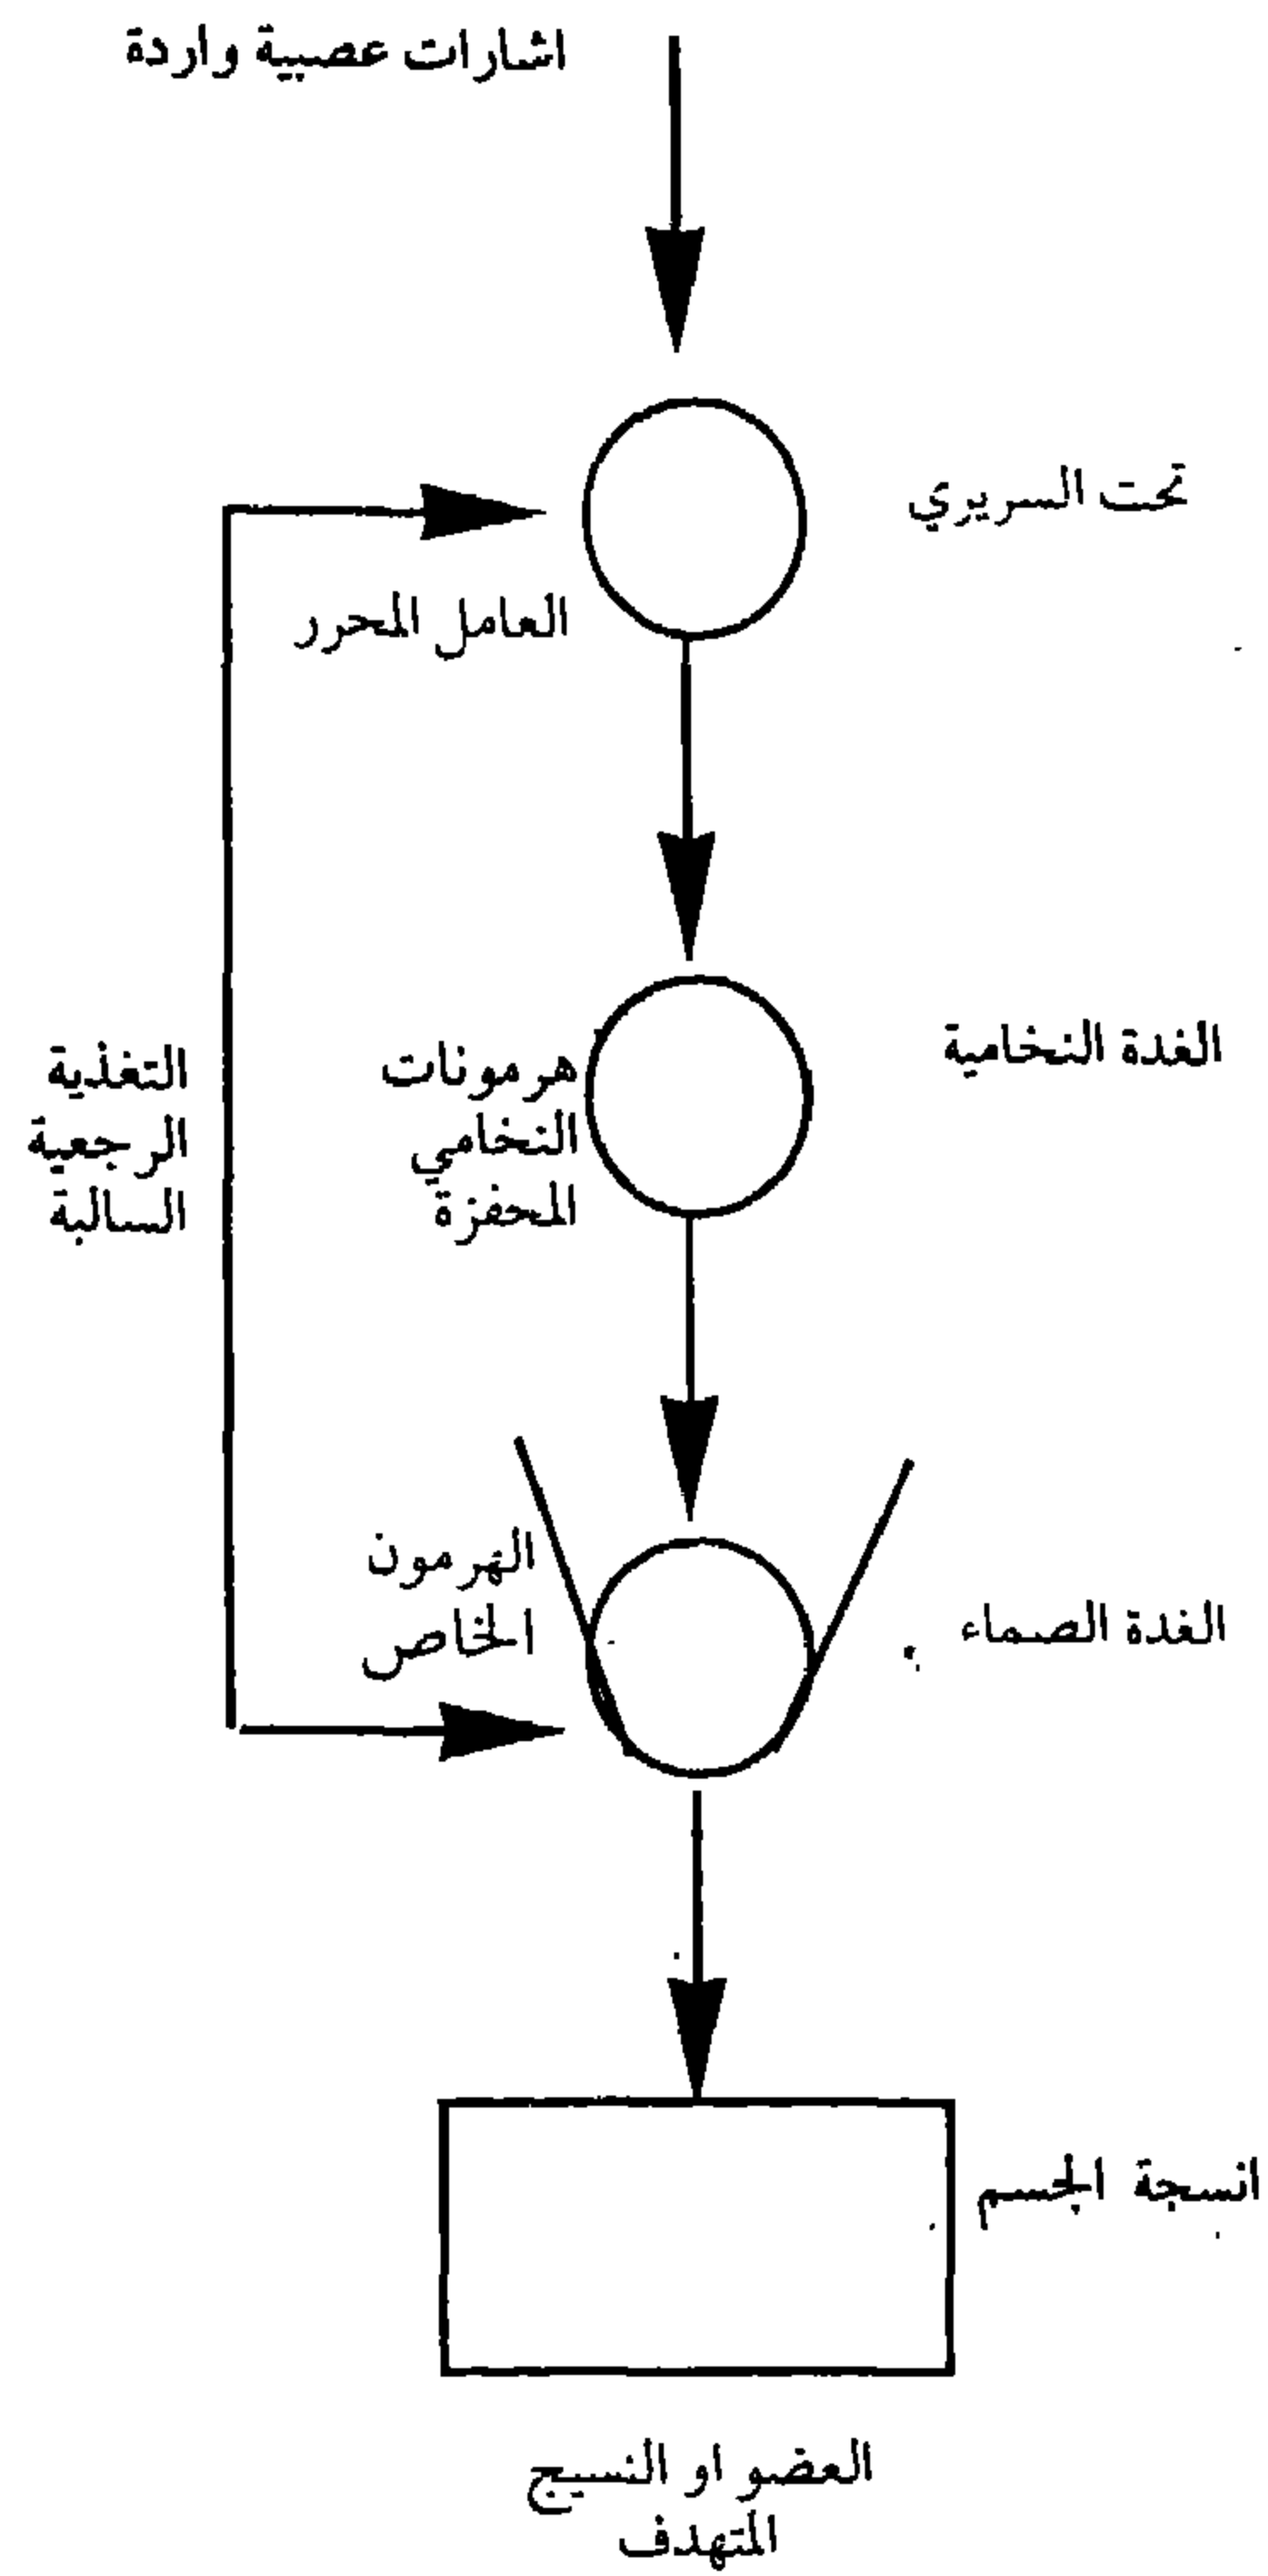 اشارات عصبية واردة
تحت السريري
العامل المحرر
الغدة النخامية
هرمونات
النخامي
المحفزة
التغذية
الرجعية
السالبة
الهرمون
الخاص
الغدة الصماء
انسجة الجسم
العضو او النسيج
المتهدف